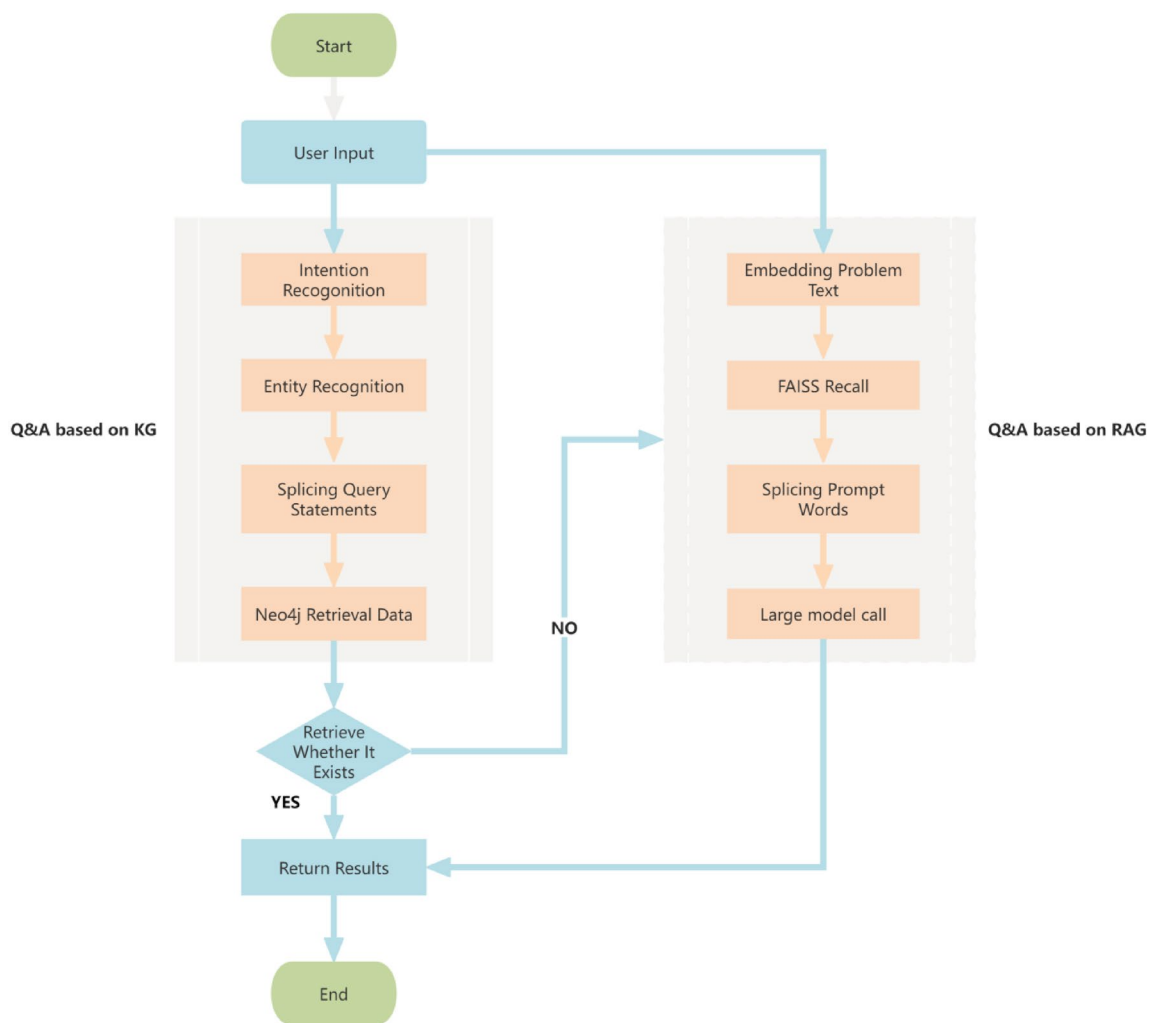 Start
User Input
Intention
Recogonition
Entity Recognition
Q&A based on KG
Splicing Query
Statements
Neo4j Retrieval Data
Retrieve
Whether It
Exists
YES
NO
Embedding Problem
Text
FAISS Recall
Q&A based on RAG
Splicing Prompt
Words
Large model call
Return Results
End